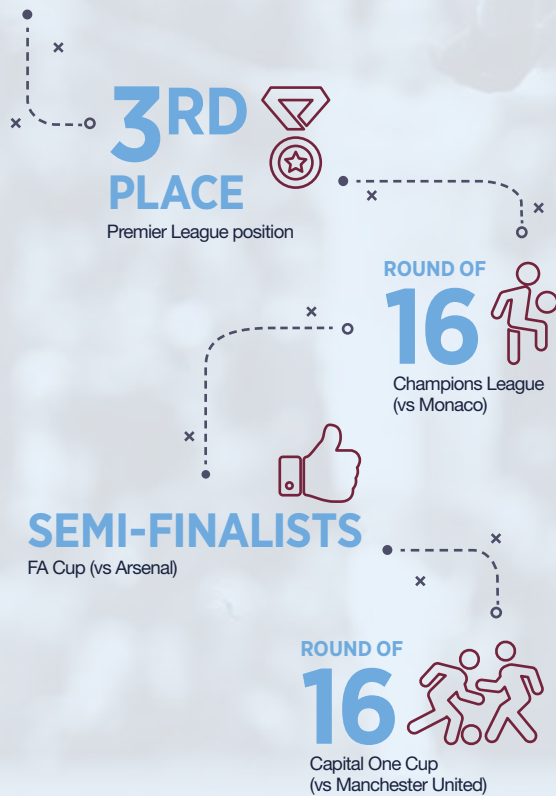 3RD
PLACE
Premier League position
ROUND OF
16
Champions League
(vs Monaco)
SEMI-FINALISTS
FA Cup (vs Arsenal)
ROUND OF
16
Capital One Cup
(vs Manchester United)